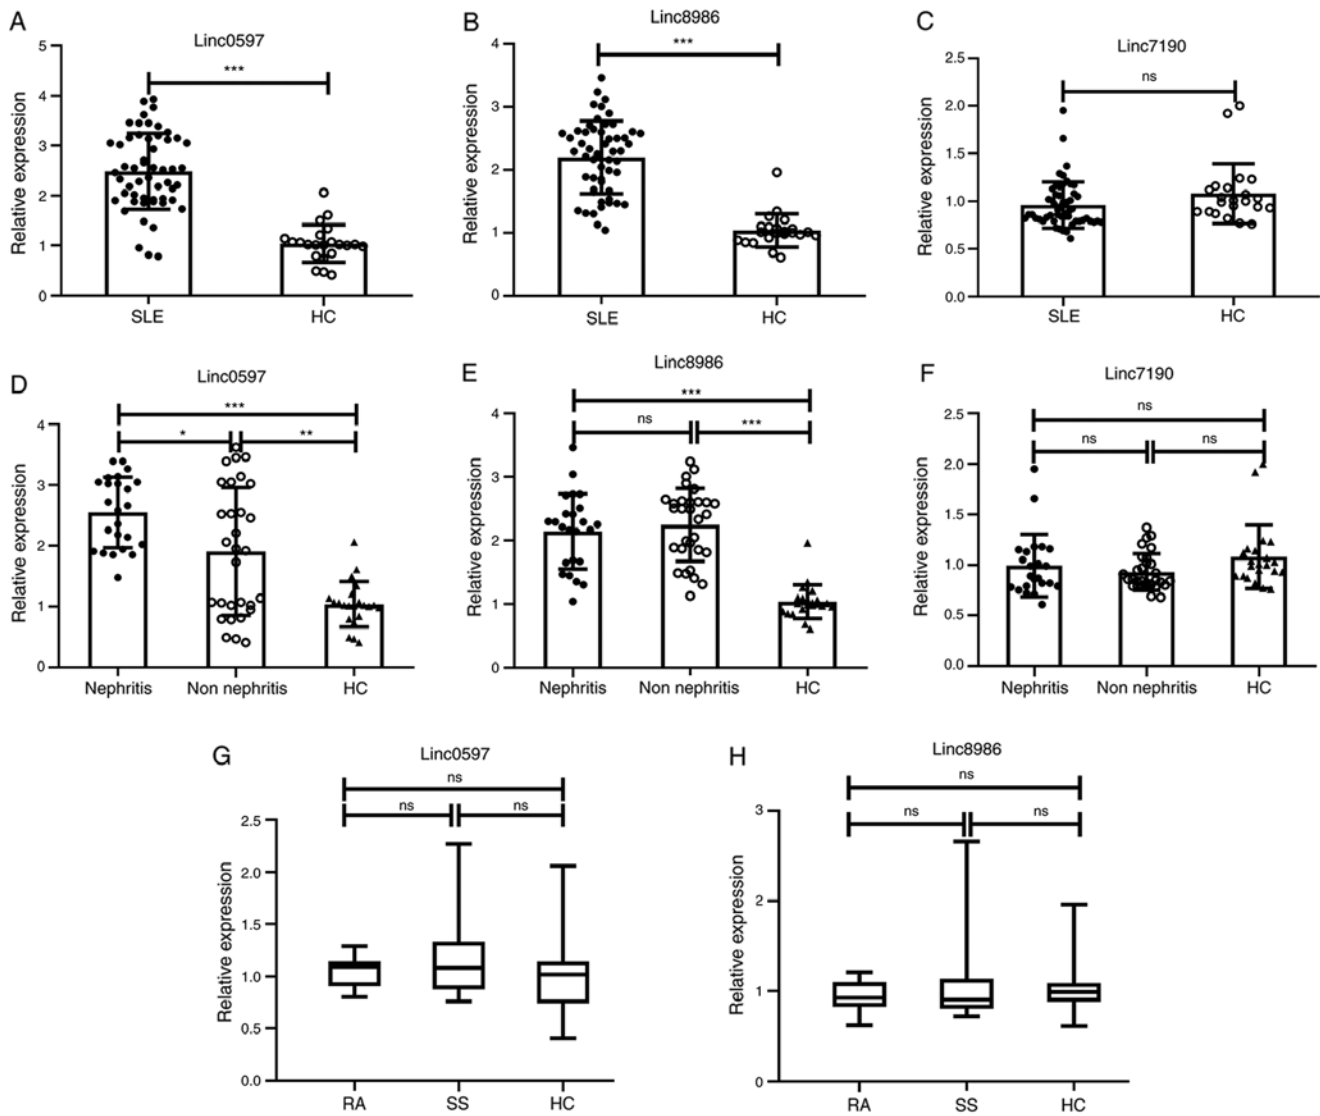 A
Linc0597
***
Relative expression
5
4
3
2
1
0
SLE
HC
B
Linc8986
***
Relative expression
4
3
2
1
0
SLE
HC
C
Linc7190
ns
Relative expression
2.5
2.0
1.5
1.0
0.5
0.0
SLE
HC
D
Linc0597
***
*
**
Relative expression
4
3
2
1
0
Nephritis
Non nephritis
HC
E
Linc8986
***
ns
***
Relative expression
4
3
2
1
0
Nephritis
Non nephritis
HC
F
Linc7190
ns
ns
ns
Relative expression
2.5
2.0
1.5
1.0
0.5
0.0
Nephritis
Non nephritis
HC
G
Linc0597
ns
ns
ns
Relative expression
2.5
2.0
1.5
1.0
0.5
0.0
RA
SS
HC
H
Linc8986
ns
ns
ns
Relative expression
3
2
1
0
RA
SS
HC